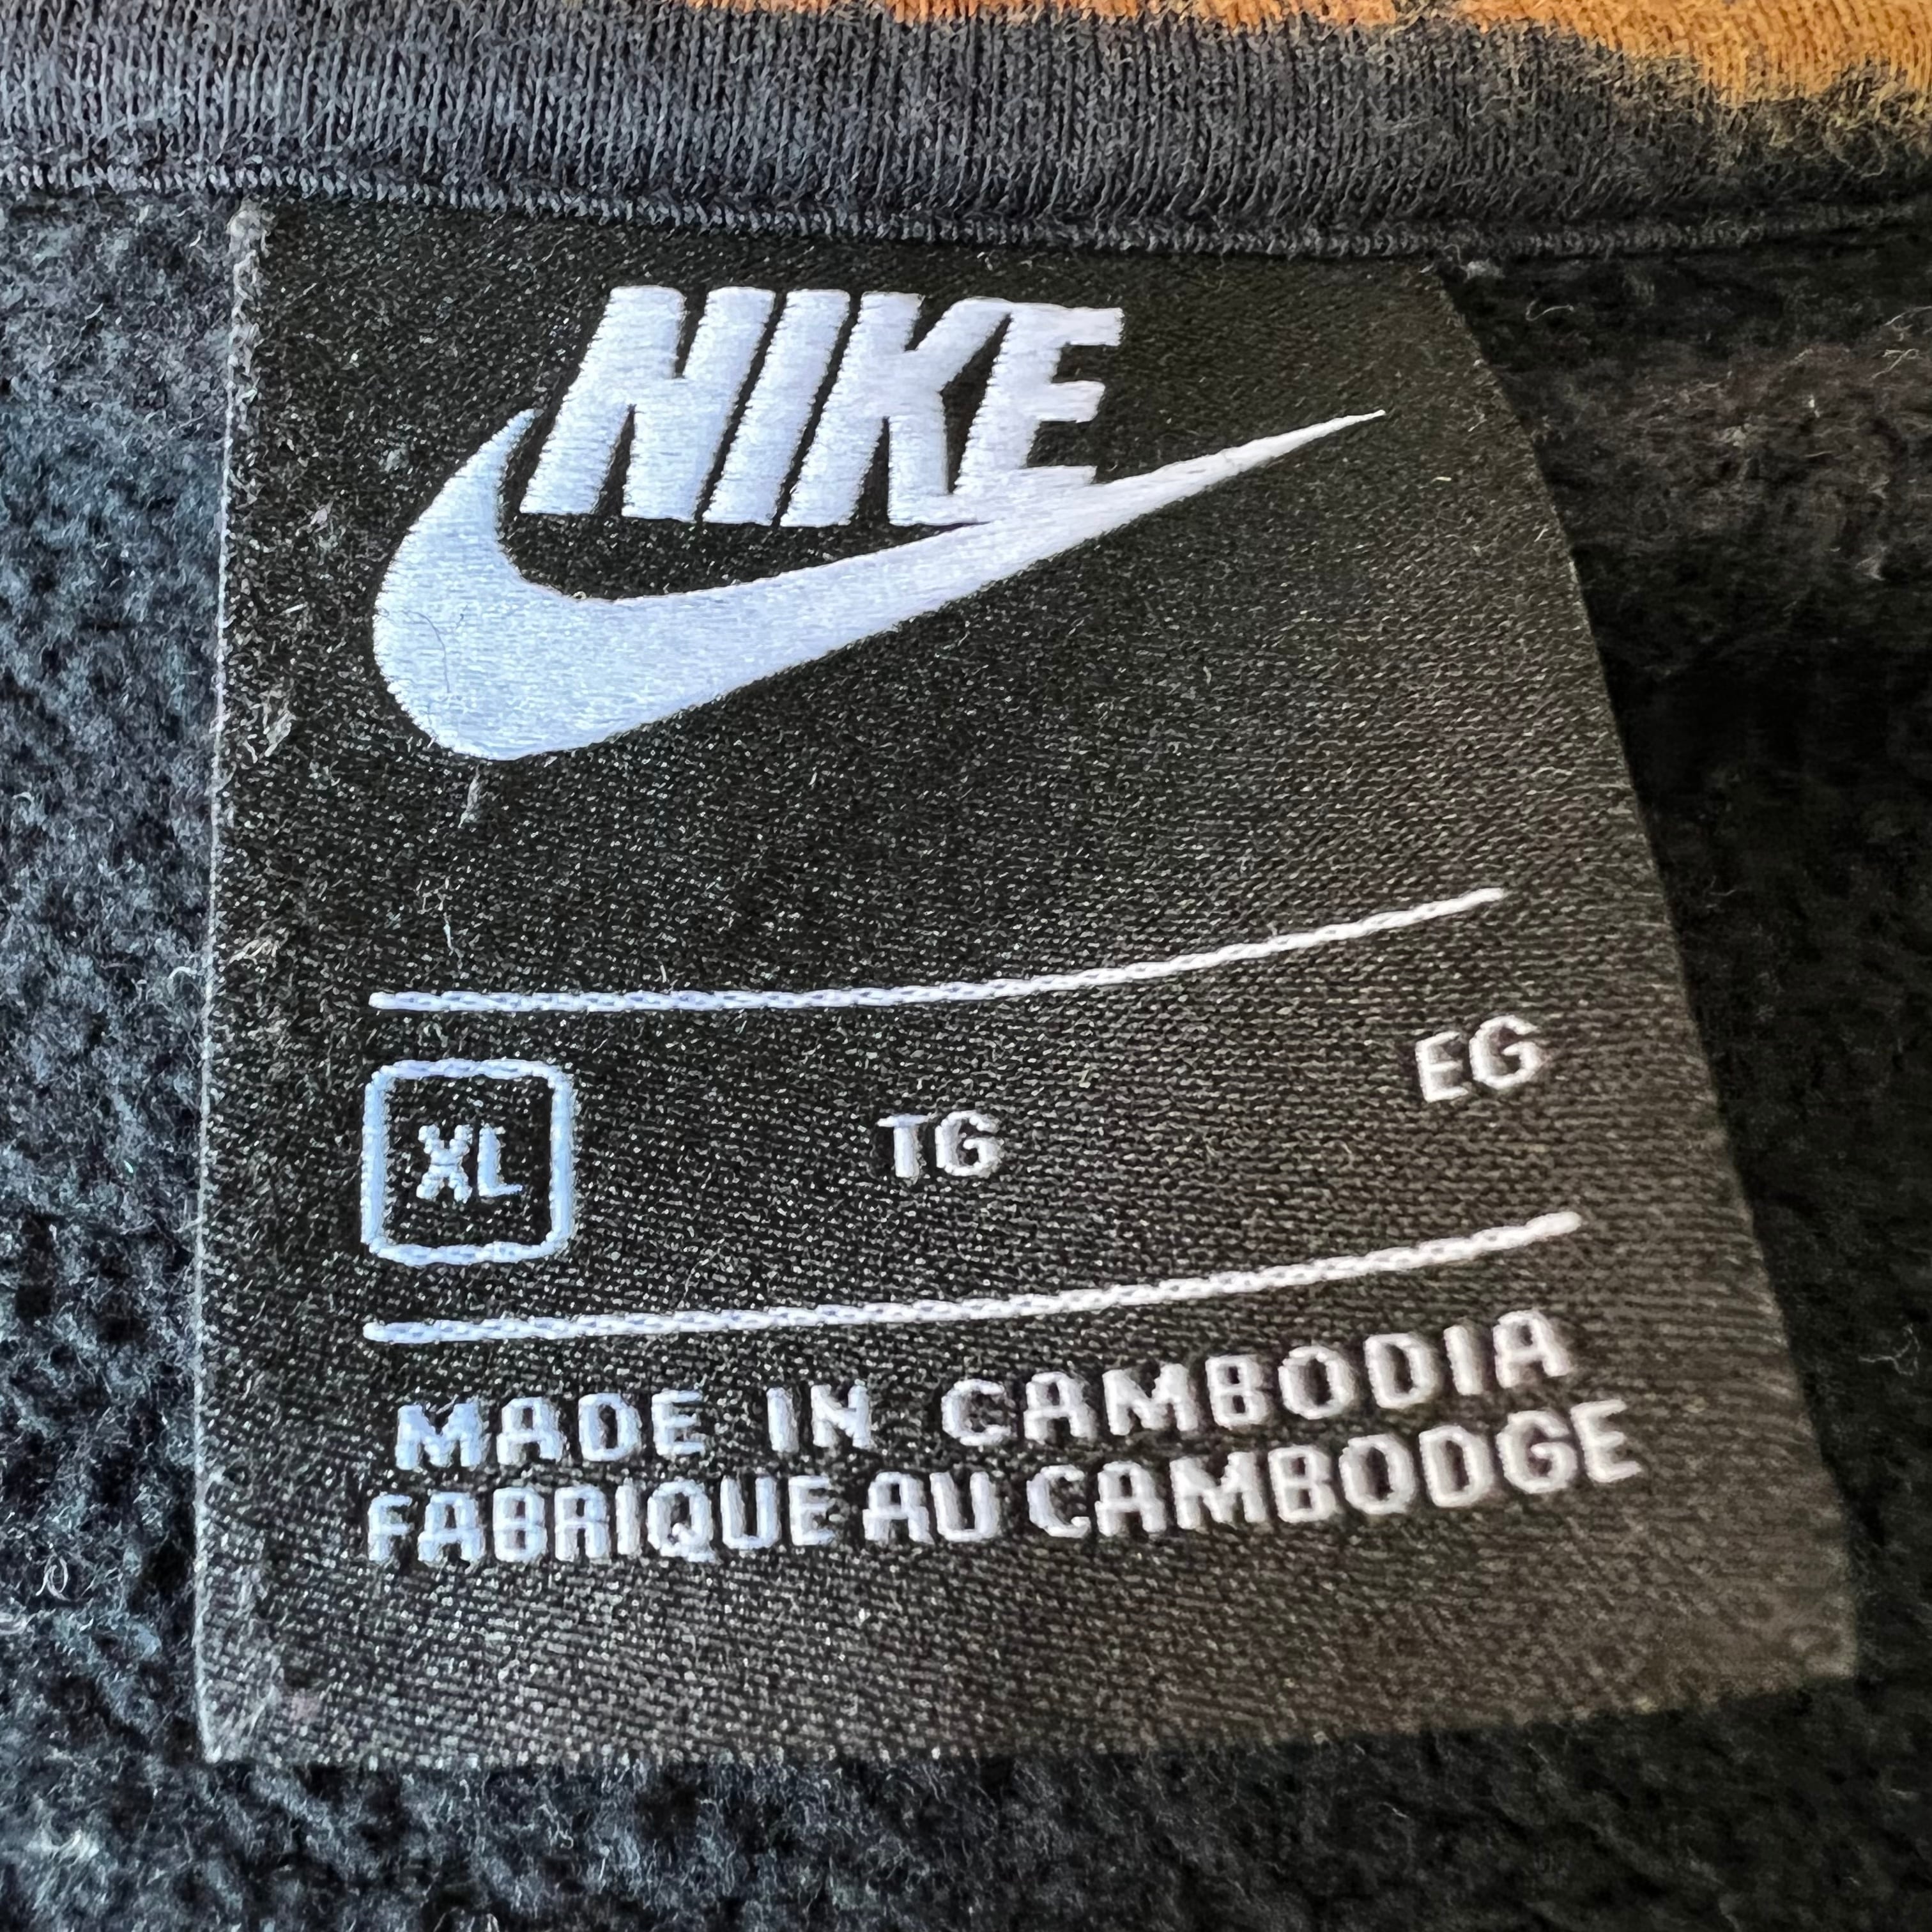 NIKE
XL TG EG
MADE IN CAMBODIA
FABRIQUE AU CAMBODGE